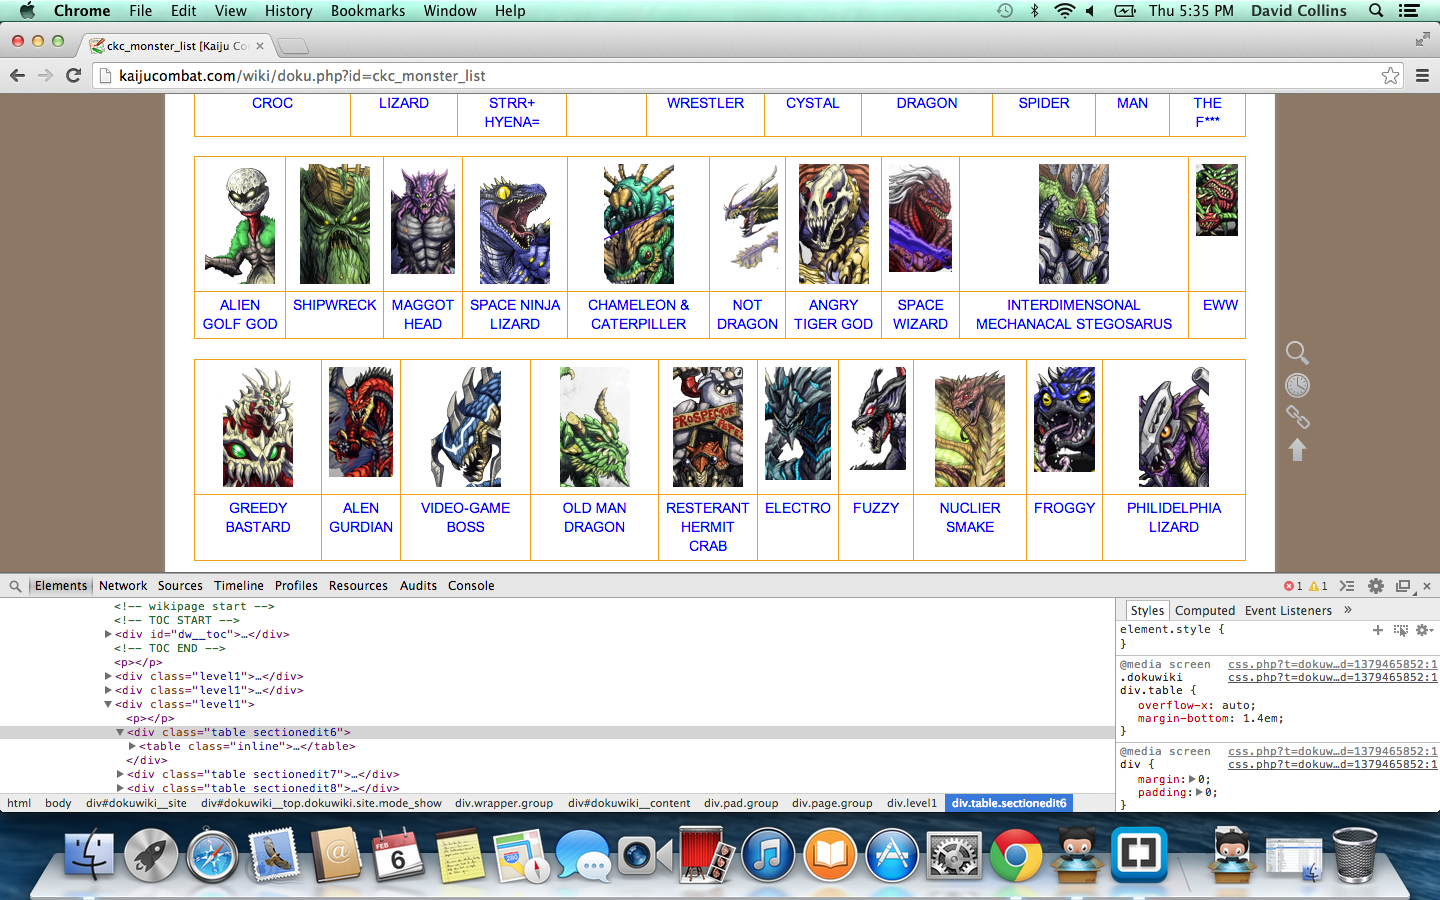 Chrome File Edit View History Bookmarks Window Help Thu 5:35 PM David Collins
ckc_monster_list [Kaiju Co
kaijucombat.com/wiki/doku.php?id=ckc_monster_list
CROC LIZARD STRR+ WRESTLER CYSTAL DRAGON SPIDER MAN THE
HYENA= F***
PROSPECTOR
PETE
ALIEN SHIPWRECK MAGGOT SPACE NINJA CHAMELEON & NOT ANGRY SPACE INTERDIMENSONAL EWW
GOLF GOD HEAD LIZARD CATERPILLER DRAGON TIGER GOD WIZARD MECHANACAL STEGOSARUS
GREEDY ALEN VIDEO-GAME OLD MAN RESTERANT ELECTRO FUZZY NUCLIER FROGGY PHILIDELPHIA
BASTARD GURDIAN BOSS DRAGON HERMIT SMAKE LIZARD
CRAB
Elements Network Sources Timeline Profiles Resources Audits Console 1 1
<!-- wikipage start -->
<!-- TOC START -->
<div id="dw__toc">…</div>
<!-- TOC END -->
<p></p>
<div class="level1">…</div>
<div class="level1">…</div>
<div class="level1">
<p></p>
<div class="table sectionedit6">
<table class="inline">…</table>
</div>
<div class="table sectionedit7">…</div>
<div class="table sectionedit8">…</div>
html body div#dokuwiki__site div#dokuwiki__top.dokuwiki.site.mode_show div.wrapper.group div#dokuwiki__content div.pad.group div.page.group div.level1 div.table.sectionedit6
Styles Computed Event Listeners »
element.style {
}
@media screen css.php?t=dokuw…d=1379465852:1
.dokuwiki css.php?t=dokuw…d=1379465852:1
div.table {
overflow-x: auto;
margin-bottom: 1.4em;
}
@media screen css.php?t=dokuw…d=1379465852:1
div { css.php?t=dokuw…d=1379465852:1
margin: 0;
padding: 0;
}
FEB
6
280